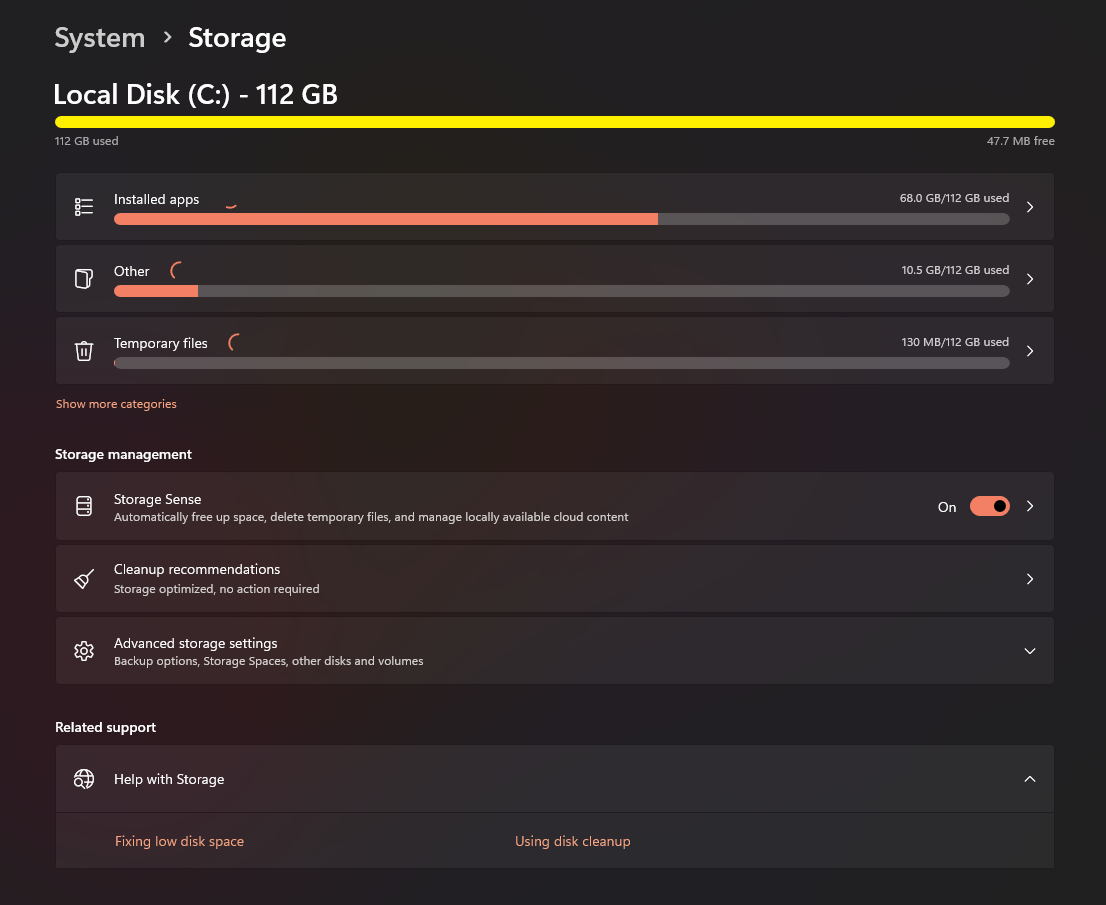 System > Storage
Local Disk (C:) - 112 GB
112 GB used 47.7 MB free
Installed apps 68.0 GB/112 GB used
Other 10.5 GB/112 GB used
Temporary files 130 MB/112 GB used
Show more categories
Storage management
Storage Sense
On
Automatically free up space, delete temporary files, and manage locally available cloud content
Cleanup recommendations
Storage optimized, no action required
Advanced storage settings
Backup options, Storage Spaces, other disks and volumes
Related support
Help with Storage
Fixing low disk space Using disk cleanup